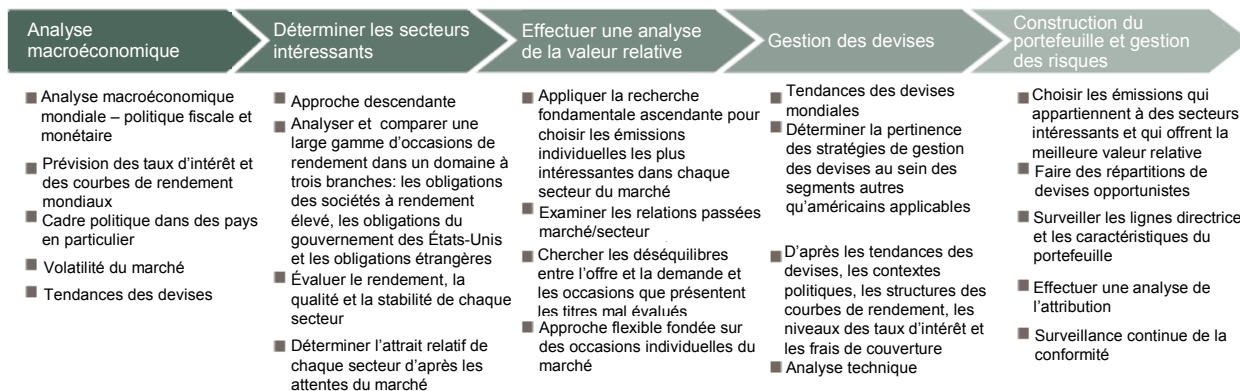 Analyse
macroéconomique
Déterminer les secteurs
intéressants
Effectuer une analyse
de la valeur relative
Gestion des devises
Construction du
portefeuille et gestion
des risques
Analyse macroéconomique
mondiale – politique fiscale et
monétaire
Prévision des taux d'intérêt et
des courbes de rendement
mondiaux
Cadre politique dans des pays
en particulier
Volatilité du marché
Tendances des devises
Approche descendante
Analyser et comparer une
large gamme d'occasions de
rendement dans un domaine à
trois branches: les obligations
des sociétés à rendement
élevé, les obligations du
gouvernement des États-Unis
et les obligations étrangères
Évaluer le rendement, la
qualité et la stabilité de chaque
secteur
Déterminer l'attrait relatif de
chaque secteur d'après les
attentes du marché
Appliquer la recherche
fondamentale ascendante pour
choisir les émissions
individuelles les plus
intéressantes dans chaque
secteur du marché
Examiner les relations passées
marché/secteur
Chercher les déséquilibres
entre l'offre et la demande et
les occasions que présentent
les titres mal évalués
Approche flexible fondée sur
des occasions individuelles du
marché
Tendances des devises
mondiales
Déterminer la pertinence
des stratégies de gestion
des devises au sein des
segments autres
qu'américains applicables
D'après les tendances des
devises, les contextes
politiques, les structures des
courbes de rendement, les
niveaux des taux d'intérêt et
les frais de couverture
Analyse technique
Choisir les émissions qui
appartiennent à des secteurs
intéressants et qui offrent la
meilleure valeur relative
Faire des répartitions de
devises opportunistes
Surveiller les lignes directrice
et les caractéristiques du
portefeuille
Effectuer une analyse de
l'attribution
Surveillance continue de la
conformité